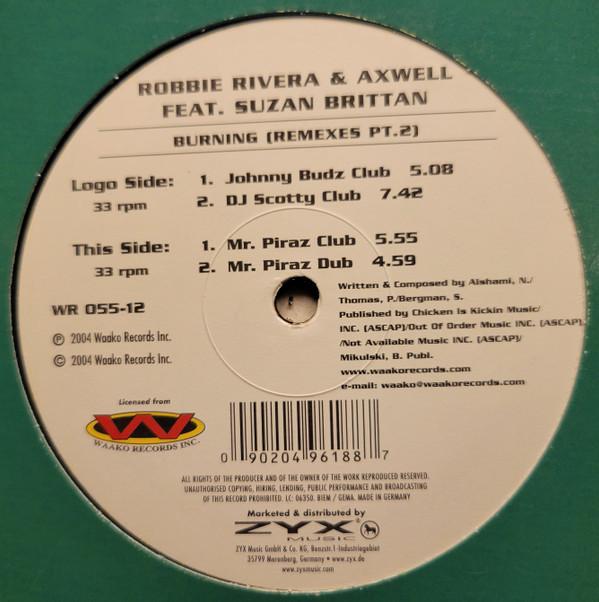 ROBBIE RIVERA & AXWELL
FEAT. SUZAN BRITTAN
BURNING (REMEXES PT.2)
Logo Side: 1. Johnny Budz Club 5.08
33 rpm 2. DJ Scotty Club 7.42
This Side: 1. Mr. Piraz Club 5.55
33 rpm 2. Mr. Piraz Dub 4.59
WR 055-12
Ⓟ 2004 Waako Records Inc.
© 2004 Waako Records Inc.
Written & Composed by Alshami, N./
Thomas, P./Bergman, S.
Published by Chicken Is Kickin Music/
INC. (ASCAP)/Out Of Order Music INC. (ASCAP)/
/Not Available Music INC. (ASCAP)/
Mikulski, B. Publ.
www.waakorecords.com
e-mail: waako@waakorecords.com
Licensed from
W
WAAKO RECORDS INC.
0 90204 96188 7
ALL RIGHTS OF THE PRODUCER AND OF THE OWNER OF THE WORK REPRODUCED RESERVED.
UNAUTHORISED COPYING, HIRING, LENDING, PUBLIC PERFORMANCE AND BROADCASTING
OF THIS RECORD PROHIBITED. LC: 06350. BIEM / GEMA. MADE IN GERMANY
Marketed & distributed by
ZYX®
MUSIC
ZYX Music GmbH & Co. KG, Benzstr.1-Industriegebiet
35799 Merenberg, Germany • www.zyx.de
www.zyxmusic.com